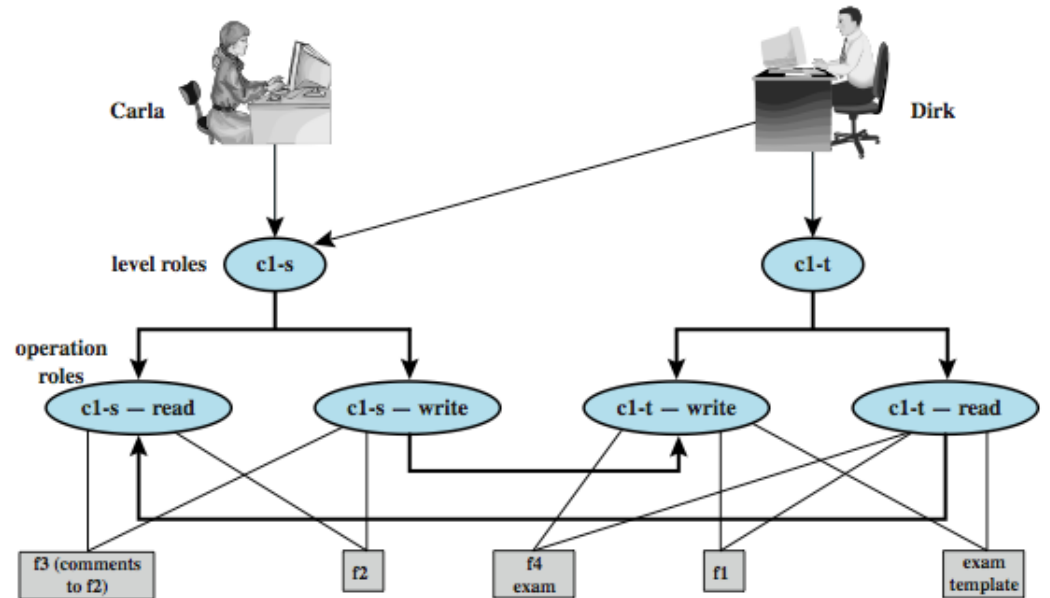 Carla
Dirk
level roles
c1-s
c1-t
operation
roles
c1-s — read
c1-s — write
c1-t — write
c1-t — read
f3 (comments
to f2)
f2
f4
exam
f1
exam
template